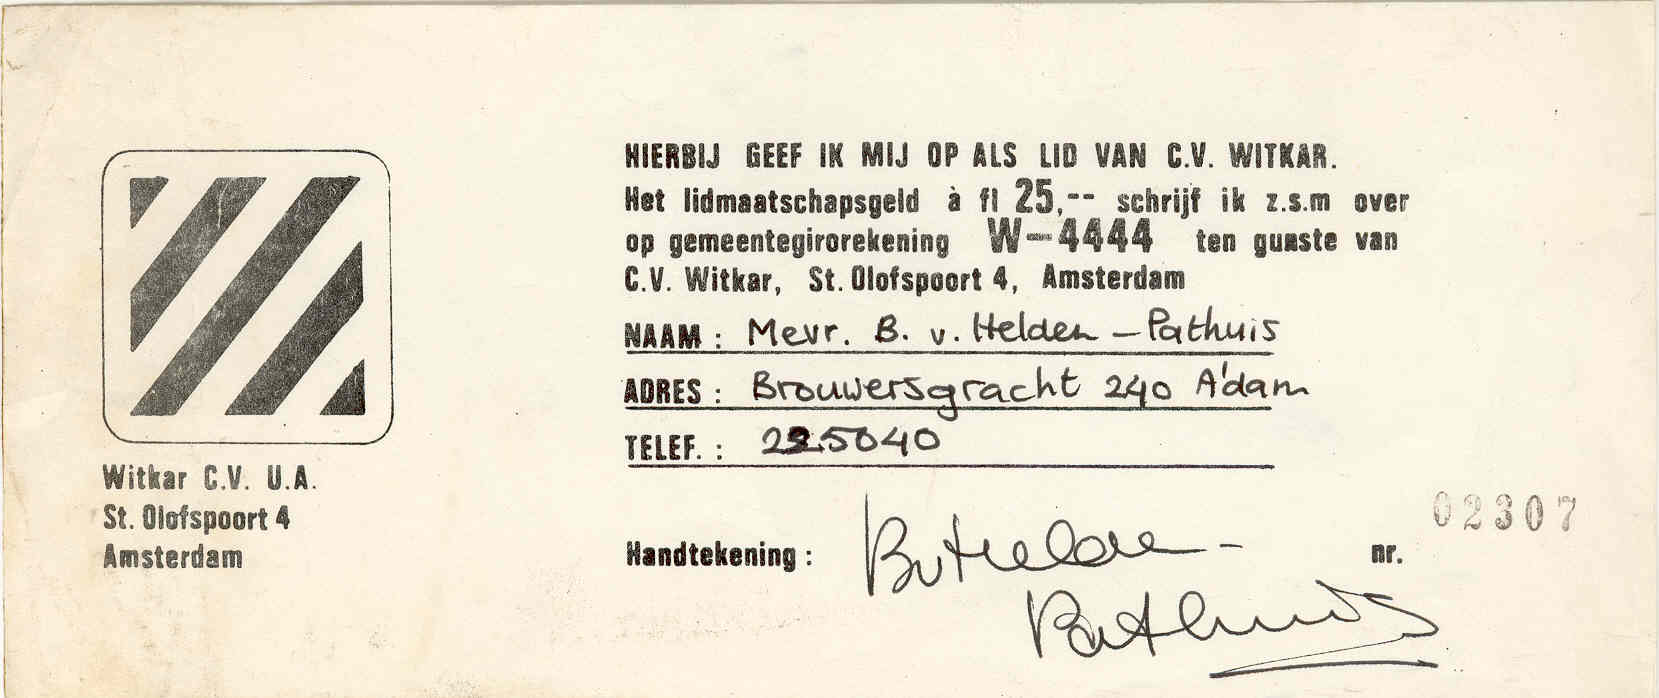 HIERBIJ GEEF IK MIJ OP ALS LID VAN C.V. WITKAR.
Het lidmaatschapsgeld à fl 25,-- schrijf ik z.s.m over
op gemeentegirorekening W-4444 ten gunste van
C.V. Witkar, St. Olofspoort 4, Amsterdam
NAAM : Mevr. B. v. Helden - Pathuis
ADRES : Brouwersgracht 240 A'dam
TELEF. : 225040
Witkar C.V. U.A.
St. Olofspoort 4
Amsterdam
Handtekening : BvHelden -
Pathuis
nr. 02307